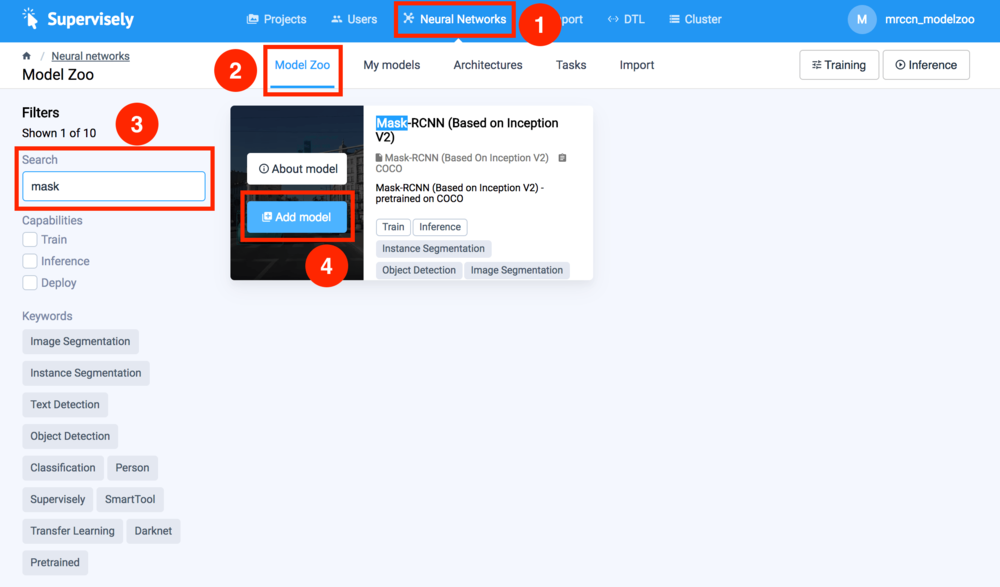 Supervisely
Projects
Users
Neural Networks
1
port
DTL
Cluster
M
mrccn_modelzoo
/ Neural networks
Model Zoo
2
Model Zoo
My models
Architectures
Tasks
Import
Training
Inference
Filters
Shown 1 of 10
3
Search
mask
Capabilities
Train
Inference
Deploy
Keywords
Image Segmentation
Instance Segmentation
Text Detection
Object Detection
Classification
Person
Supervisely
SmartTool
Transfer Learning
Darknet
Pretrained
About model
Add model
4
Mask-RCNN (Based on Inception
V2)
Mask-RCNN (Based On Inception V2)
COCO
Mask-RCNN (Based on Inception V2) -
pretrained on COCO
Train
Inference
Instance Segmentation
Object Detection
Image Segmentation